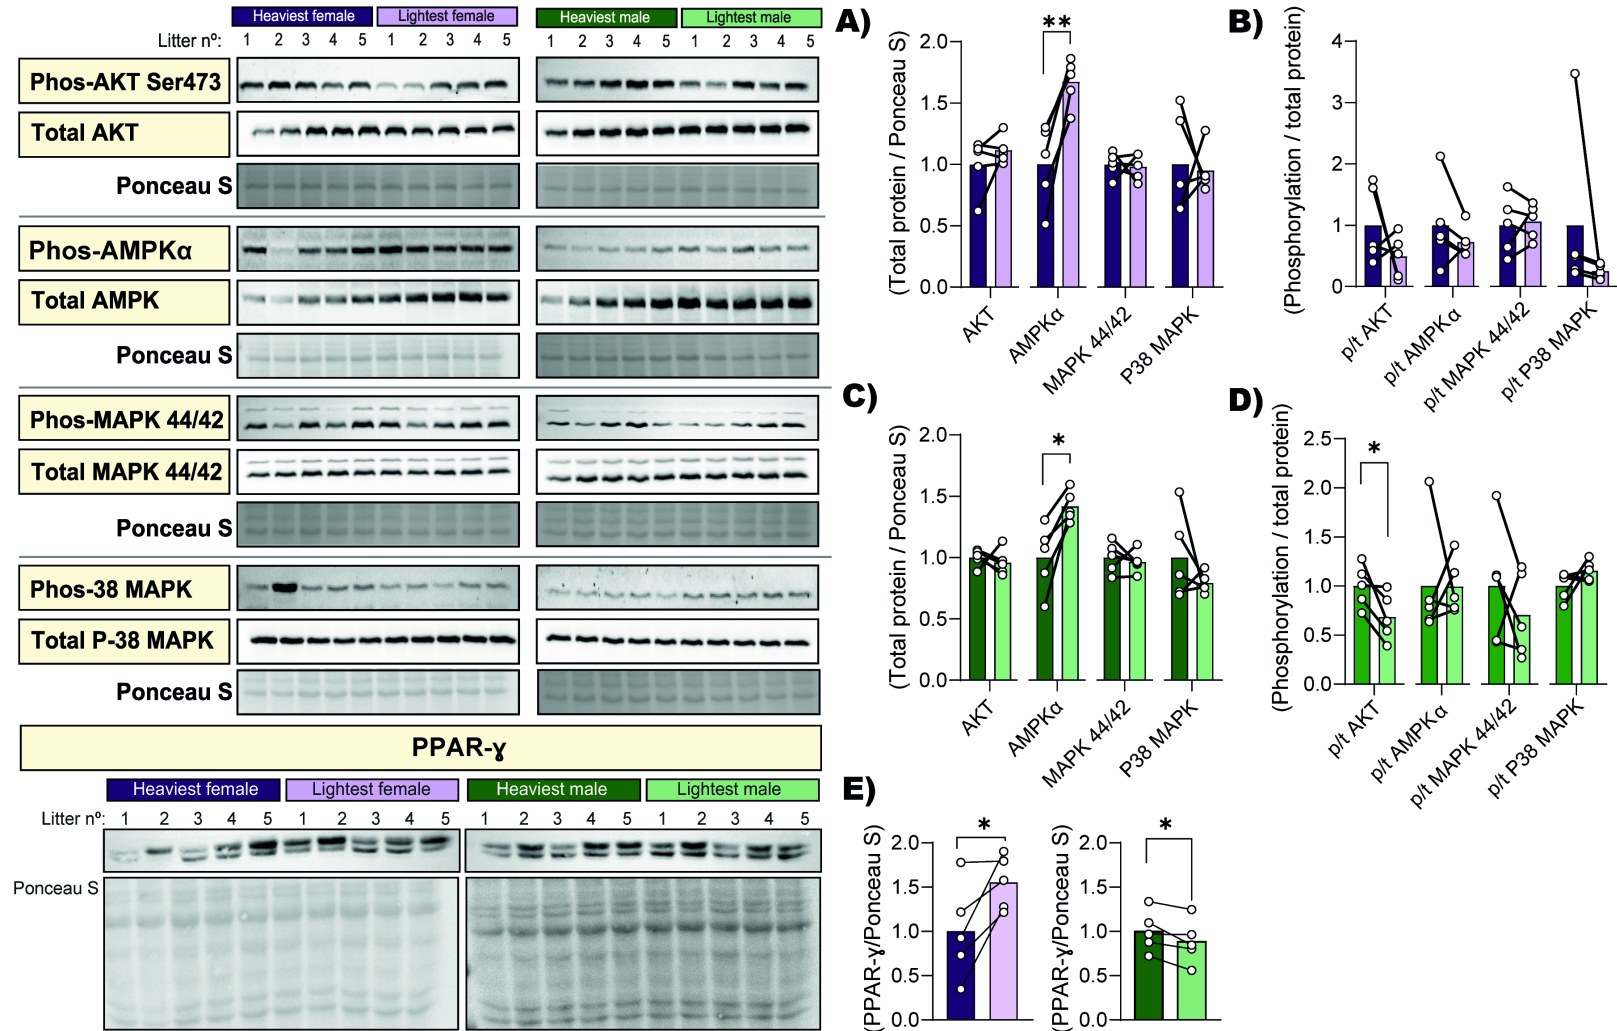 Heaviest female Lightest female Heaviest male Lightest male
Litter nº: 1 2 3 4 5 1 2 3 4 5 1 2 3 4 5 1 2 3 4 5
Phos-AKT Ser473
Total AKT
Ponceau S
Phos-AMPKα
Total AMPK
Ponceau S
Phos-MAPK 44/42
Total MAPK 44/42
Ponceau S
Phos-38 MAPK
Total P-38 MAPK
Ponceau S
PPAR-ɣ
Heaviest female Lightest female Heaviest male Lightest male
Litter nº: 1 2 3 4 5 1 2 3 4 5 1 2 3 4 5 1 2 3 4 5
Ponceau S
A)
(Total protein / Ponceau S)
2.0
1.5
1.0
0.5
0.0
**
AKT
AMPKα
MAPK 44/42
P38 MAPK
B)
(Phosphorylation / total protein)
4
3
2
1
0
p/t AKT
p/t AMPKα
p/t MAPK 44/42
p/t P38 MAPK
C)
(Total protein / Ponceau S)
2.0
1.5
1.0
0.5
0.0
*
AKT
AMPKα
MAPK 44/42
P38 MAPK
D)
(Phosphorylation / total protein)
2.5
2.0
1.5
1.0
0.5
0.0
*
p/t AKT
p/t AMPKα
p/t MAPK 44/42
p/t P38 MAPK
E)
(PPAR-ɣ/Ponceau S)
2.0
1.5
1.0
0.5
0.0
*
(PPAR-ɣ/Ponceau S)
2.0
1.5
1.0
0.5
0.0
*